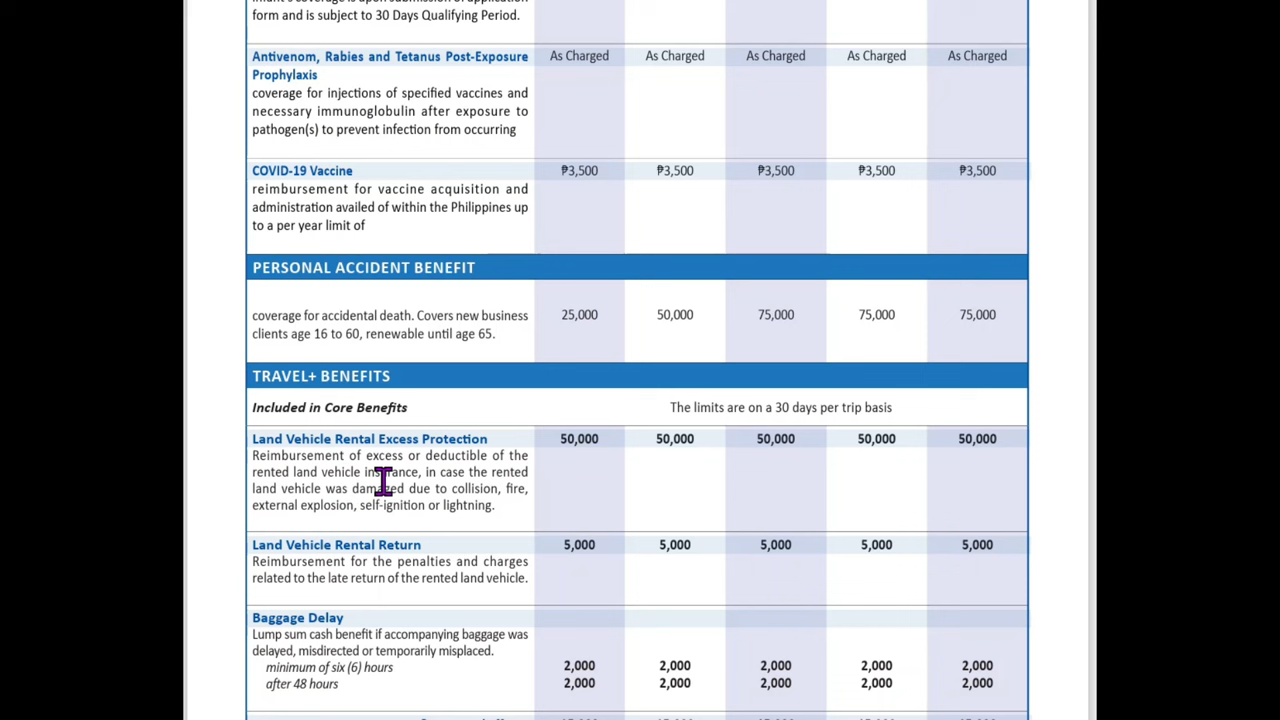 form and is subject to 30 Days Qualifying Period.
Antivenom, Rabies and Tetanus Post-Exposure As Charged As Charged As Charged As Charged As Charged
Prophylaxis
coverage for injections of specified vaccines and
necessary immunoglobulin after exposure to
pathogen(s) to prevent infection from occurring
COVID-19 Vaccine ₱3,500 ₱3,500 ₱3,500 ₱3,500 ₱3,500
reimbursement for vaccine acquisition and
administration availed of within the Philippines up
to a per year limit of
PERSONAL ACCIDENT BENEFIT
coverage for accidental death. Covers new business 25,000 50,000 75,000 75,000 75,000
clients age 16 to 60, renewable until age 65.
TRAVEL+ BENEFITS
Included in Core Benefits The limits are on a 30 days per trip basis
Land Vehicle Rental Excess Protection 50,000 50,000 50,000 50,000 50,000
Reimbursement of excess or deductible of the
rented land vehicle insurance, in case the rented
land vehicle was damaged due to collision, fire,
external explosion, self-ignition or lightning.
Land Vehicle Rental Return 5,000 5,000 5,000 5,000 5,000
Reimbursement for the penalties and charges
related to the late return of the rented land vehicle.
Baggage Delay
Lump sum cash benefit if accompanying baggage was
delayed, misdirected or temporarily misplaced.
minimum of six (6) hours 2,000 2,000 2,000 2,000 2,000
after 48 hours 2,000 2,000 2,000 2,000 2,000